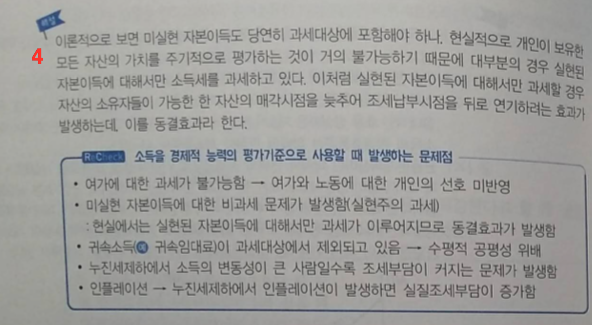 해설
4
이론적으로 보면 미실현 자본이득도 당연히 과세대상에 포함해야 하나, 현실적으로 개인이 보유한
모든 자산의 가치를 주기적으로 평가하는 것이 거의 불가능하기 때문에 대부분의 경우 실현된
자본이득에 대해서만 소득세를 과세하고 있다. 이처럼 실현된 자본이득에 대해서만 과세할 경우
자산의 소유자들이 가능한 한 자산의 매각시점을 늦추어 조세납부시점을 뒤로 연기하려는 효과가
발생하는데, 이를 동결효과라 한다.
ReCheck 소득을 경제적 능력의 평가기준으로 사용할 때 발생하는 문제점
• 여가에 대한 과세가 불가능함 → 여가와 노동에 대한 개인의 선호 미반영
• 미실현 자본이득에 대한 비과세 문제가 발생함(실현주의 과세)
: 현실에서는 실현된 자본이득에 대해서만 과세가 이루어지므로 동결효과가 발생함
• 귀속소득(예 귀속임대료)이 과세대상에서 제외되고 있음 → 수평적 공평성 위배
• 누진세제하에서 소득의 변동성이 큰 사람일수록 조세부담이 커지는 문제가 발생함
• 인플레이션 → 누진세제하에서 인플레이션이 발생하면 실질조세부담이 증가함